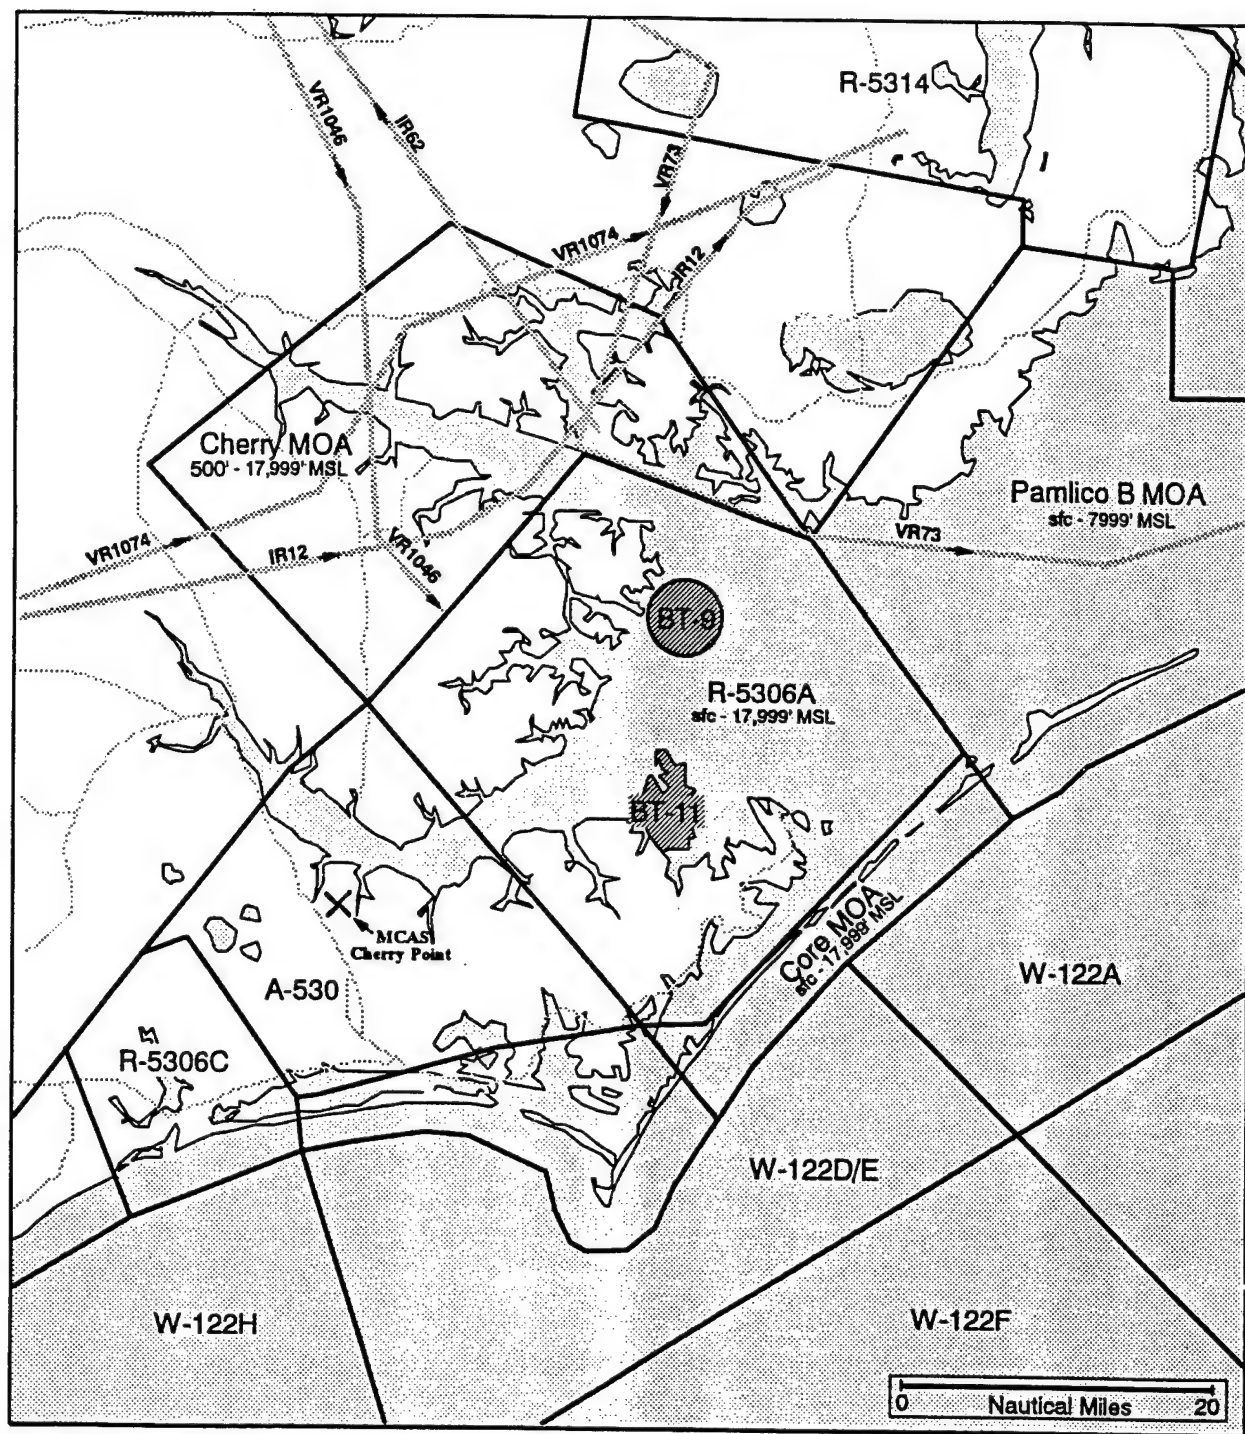 R-5314
VR1046
IR62
VR73
VR1074
IR12
Cherry MOA
500' - 17,999' MSL
Pamlico B MOA
sfc - 7999' MSL
VR73
VR1074
IR12
VR1046
BT-9
R-5306A
sfc - 17,999' MSL
BT-11
MCAS
Cherry Point
Core MOA
sfc - 17,999' MSL
A-530
W-122A
R-5306C
W-122D/E
W-122H
W-122F
0 Nautical Miles 20